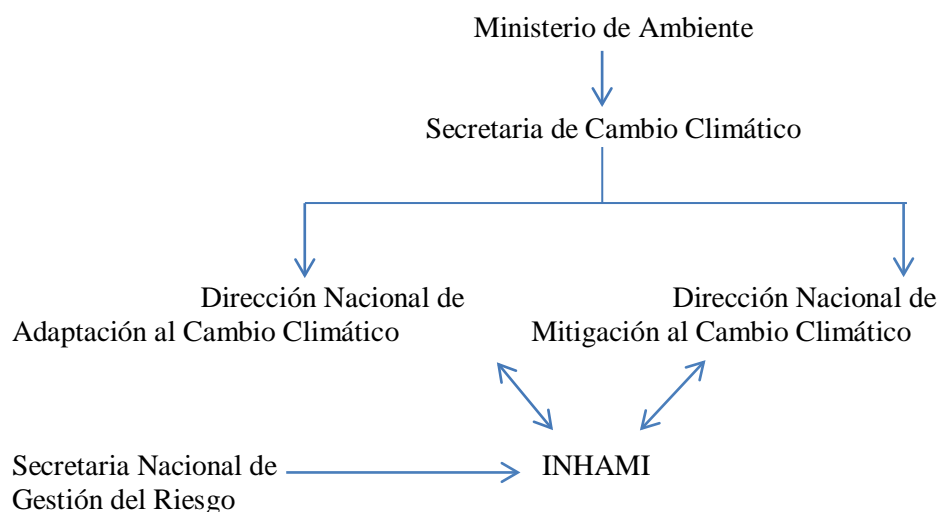 Ministerio de Ambiente
Secretaria de Cambio Climático
Dirección Nacional de
Adaptación al Cambio Climático
Dirección Nacional de
Mitigación al Cambio Climático
Secretaria Nacional de
Gestión del Riesgo
INHAMI